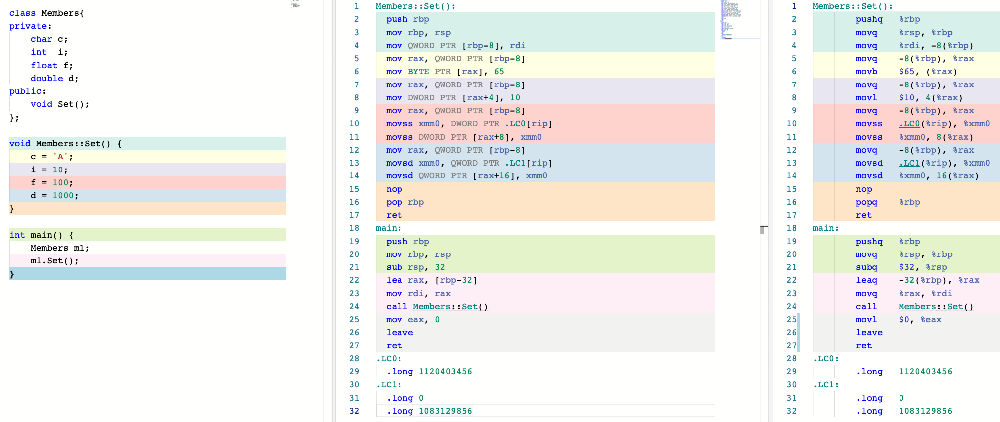 class Members{
private:
    char c;
    int  i;
    float f;
    double d;
public:
    void Set();
};

void Members::Set() {
    c = 'A';
    i = 10;
    f = 100;
    d = 1000;
}

int main() {
    Members m1;
    m1.Set();
}

1 Members::Set():
2   push rbp
3   mov rbp, rsp
4   mov QWORD PTR [rbp-8], rdi
5   mov rax, QWORD PTR [rbp-8]
6   mov BYTE PTR [rax], 65
7   mov rax, QWORD PTR [rbp-8]
8   mov DWORD PTR [rax+4], 10
9   mov rax, QWORD PTR [rbp-8]
10   movss xmm0, DWORD PTR .LC0[rip]
11   movss DWORD PTR [rax+8], xmm0
12   mov rax, QWORD PTR [rbp-8]
13   movsd xmm0, QWORD PTR .LC1[rip]
14   movsd QWORD PTR [rax+16], xmm0
15   nop
16   pop rbp
17   ret
18 main:
19   push rbp
20   mov rbp, rsp
21   sub rsp, 32
22   lea rax, [rbp-32]
23   mov rdi, rax
24   call Members::Set()
25   mov eax, 0
26   leave
27   ret
28 .LC0:
29   .long 1120403456
30 .LC1:
31   .long 0
32   .long 1083129856

1 Members::Set():
2         pushq   %rbp
3         movq    %rsp, %rbp
4         movq    %rdi, -8(%rbp)
5         movq    -8(%rbp), %rax
6         movb    $65, (%rax)
7         movq    -8(%rbp), %rax
8         movl    $10, 4(%rax)
9         movq    -8(%rbp), %rax
10         movss   .LC0(%rip), %xmm0
11         movss   %xmm0, 8(%rax)
12         movq    -8(%rbp), %rax
13         movsd   .LC1(%rip), %xmm0
14         movsd   %xmm0, 16(%rax)
15         nop
16         popq    %rbp
17         ret
18 main:
19         pushq   %rbp
20         movq    %rsp, %rbp
21         subq    $32, %rsp
22         leaq    -32(%rbp), %rax
23         movq    %rax, %rdi
24         call    Members::Set()
25         movl    $0, %eax
26         leave
27         ret
28 .LC0:
29         .long   1120403456
30 .LC1:
31         .long   0
32         .long   1083129856